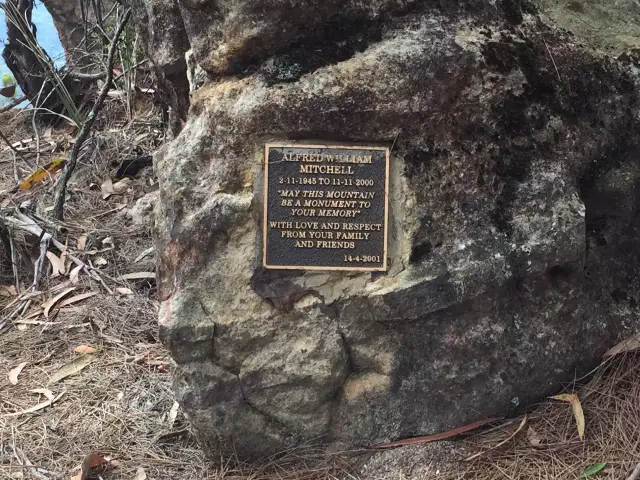 ALFRED WILLIAM
MITCHELL
2-11-1945 TO 11-11-2000
"MAY THIS MOUNTAIN
BE A MONUMENT TO
YOUR MEMORY"
WITH LOVE AND RESPECT
FROM YOUR FAMILY
AND FRIENDS
14-4-2001